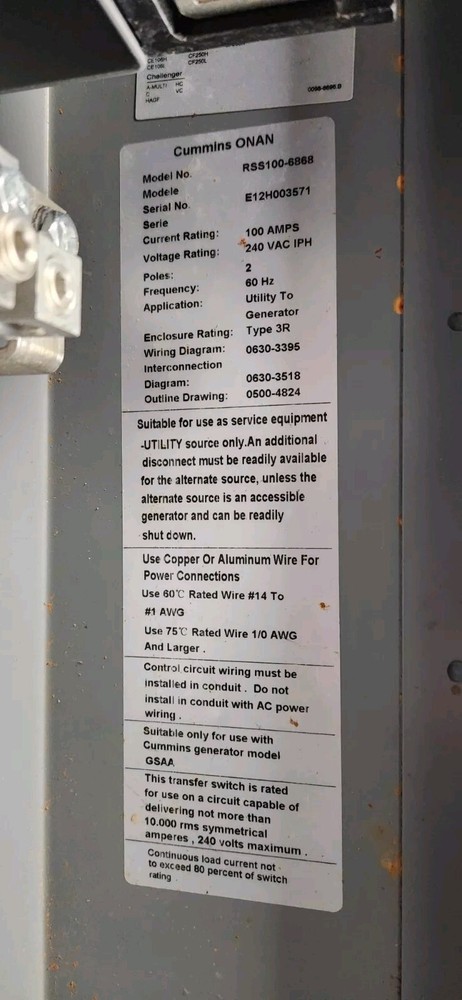 CE106H CF250H
CF250L
Challenger
A-MULTI HC
C VC
HAGF
Cummins ONAN
Model No. RSS100-6868
Modele
Serial No. E12H003571
Serie
Current Rating: 100 AMPS
Voltage Rating: 240 VAC IPH
Poles: 2
Frequency: 60 Hz
Application: Utility To
Generator
Enclosure Rating: Type 3R
Wiring Diagram: 0630-3395
Interconnection
Diagram: 0630-3518
Outline Drawing: 0500-4824
Suitable for use as service equipment
-UTILITY source only.An additional
disconnect must be readily available
for the alternate source, unless the
alternate source is an accessible
generator and can be readily
shut down.
Use Copper Or Aluminum Wire For
Power Connections
Use 60℃ Rated Wire #14 To
#1 AWG
Use 75℃ Rated Wire 1/0 AWG
And Larger .
Control circuit wiring must be
installed in conduit . Do not
install in conduit with AC power
wiring .
Suitable only for use with
Cummins generator model
GSAA
This transfer switch is rated
for use on a circuit capable of
delivering not more than
10.000 rms symmetrical
amperes , 240 volts maximum .
Continuous load current not
to exceed 80 percent of switch
rating